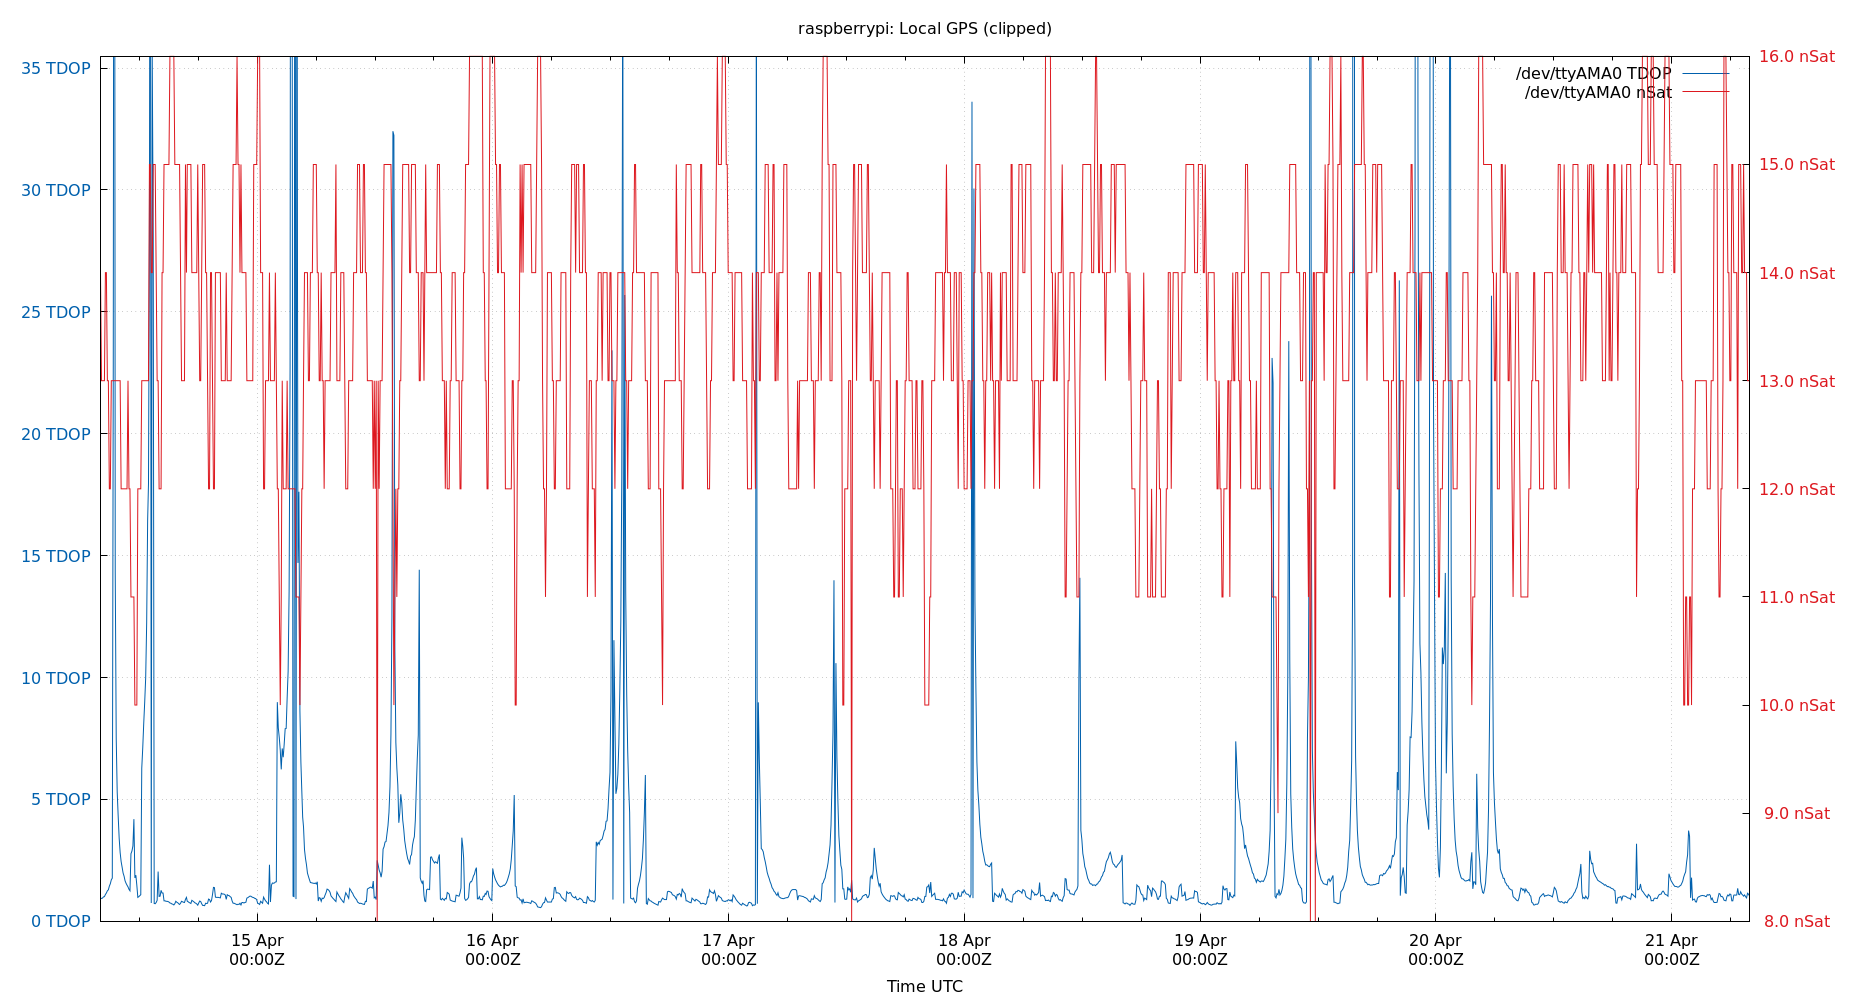 raspberrypi: Local GPS (clipped)
35 TDOP
30 TDOP
25 TDOP
20 TDOP
15 TDOP
10 TDOP
5 TDOP
0 TDOP
16.0 nSat
15.0 nSat
14.0 nSat
13.0 nSat
12.0 nSat
11.0 nSat
10.0 nSat
9.0 nSat
8.0 nSat
/dev/ttyAMA0 TDOP
/dev/ttyAMA0 nSat
15 Apr
00:00Z
16 Apr
00:00Z
17 Apr
00:00Z
18 Apr
00:00Z
19 Apr
00:00Z
20 Apr
00:00Z
21 Apr
00:00Z
Time UTC